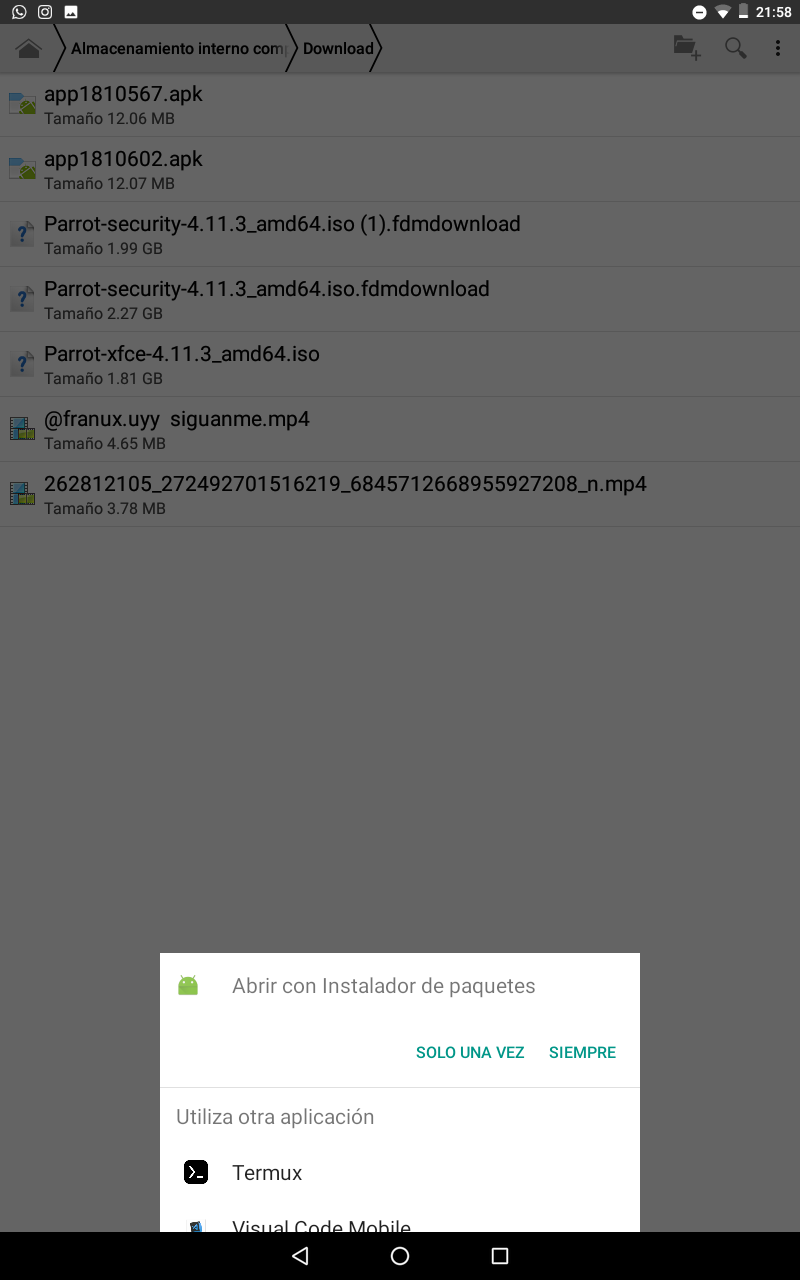 21:58
Almacenamiento interno com
Download
app1810567.apk
Tamaño 12.06 MB
app1810602.apk
Tamaño 12.07 MB
Parrot-security-4.11.3_amd64.iso (1).fdmdownload
Tamaño 1.99 GB
Parrot-security-4.11.3_amd64.iso.fdmdownload
Tamaño 2.27 GB
Parrot-xfce-4.11.3_amd64.iso
Tamaño 1.81 GB
@franux.uyy  siguanme.mp4
Tamaño 4.65 MB
262812105_272492701516219_6845712668955927208_n.mp4
Tamaño 3.78 MB
Abrir con Instalador de paquetes
SOLO UNA VEZ SIEMPRE
Utiliza otra aplicación
Termux
Visual Code Mobile